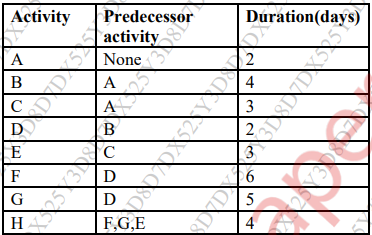 Activity Predecessor activity Duration(days)
A None 2
B A 4
C A 3
D B 2
E C 3
F D 6
G D 5
H F,G,E 4